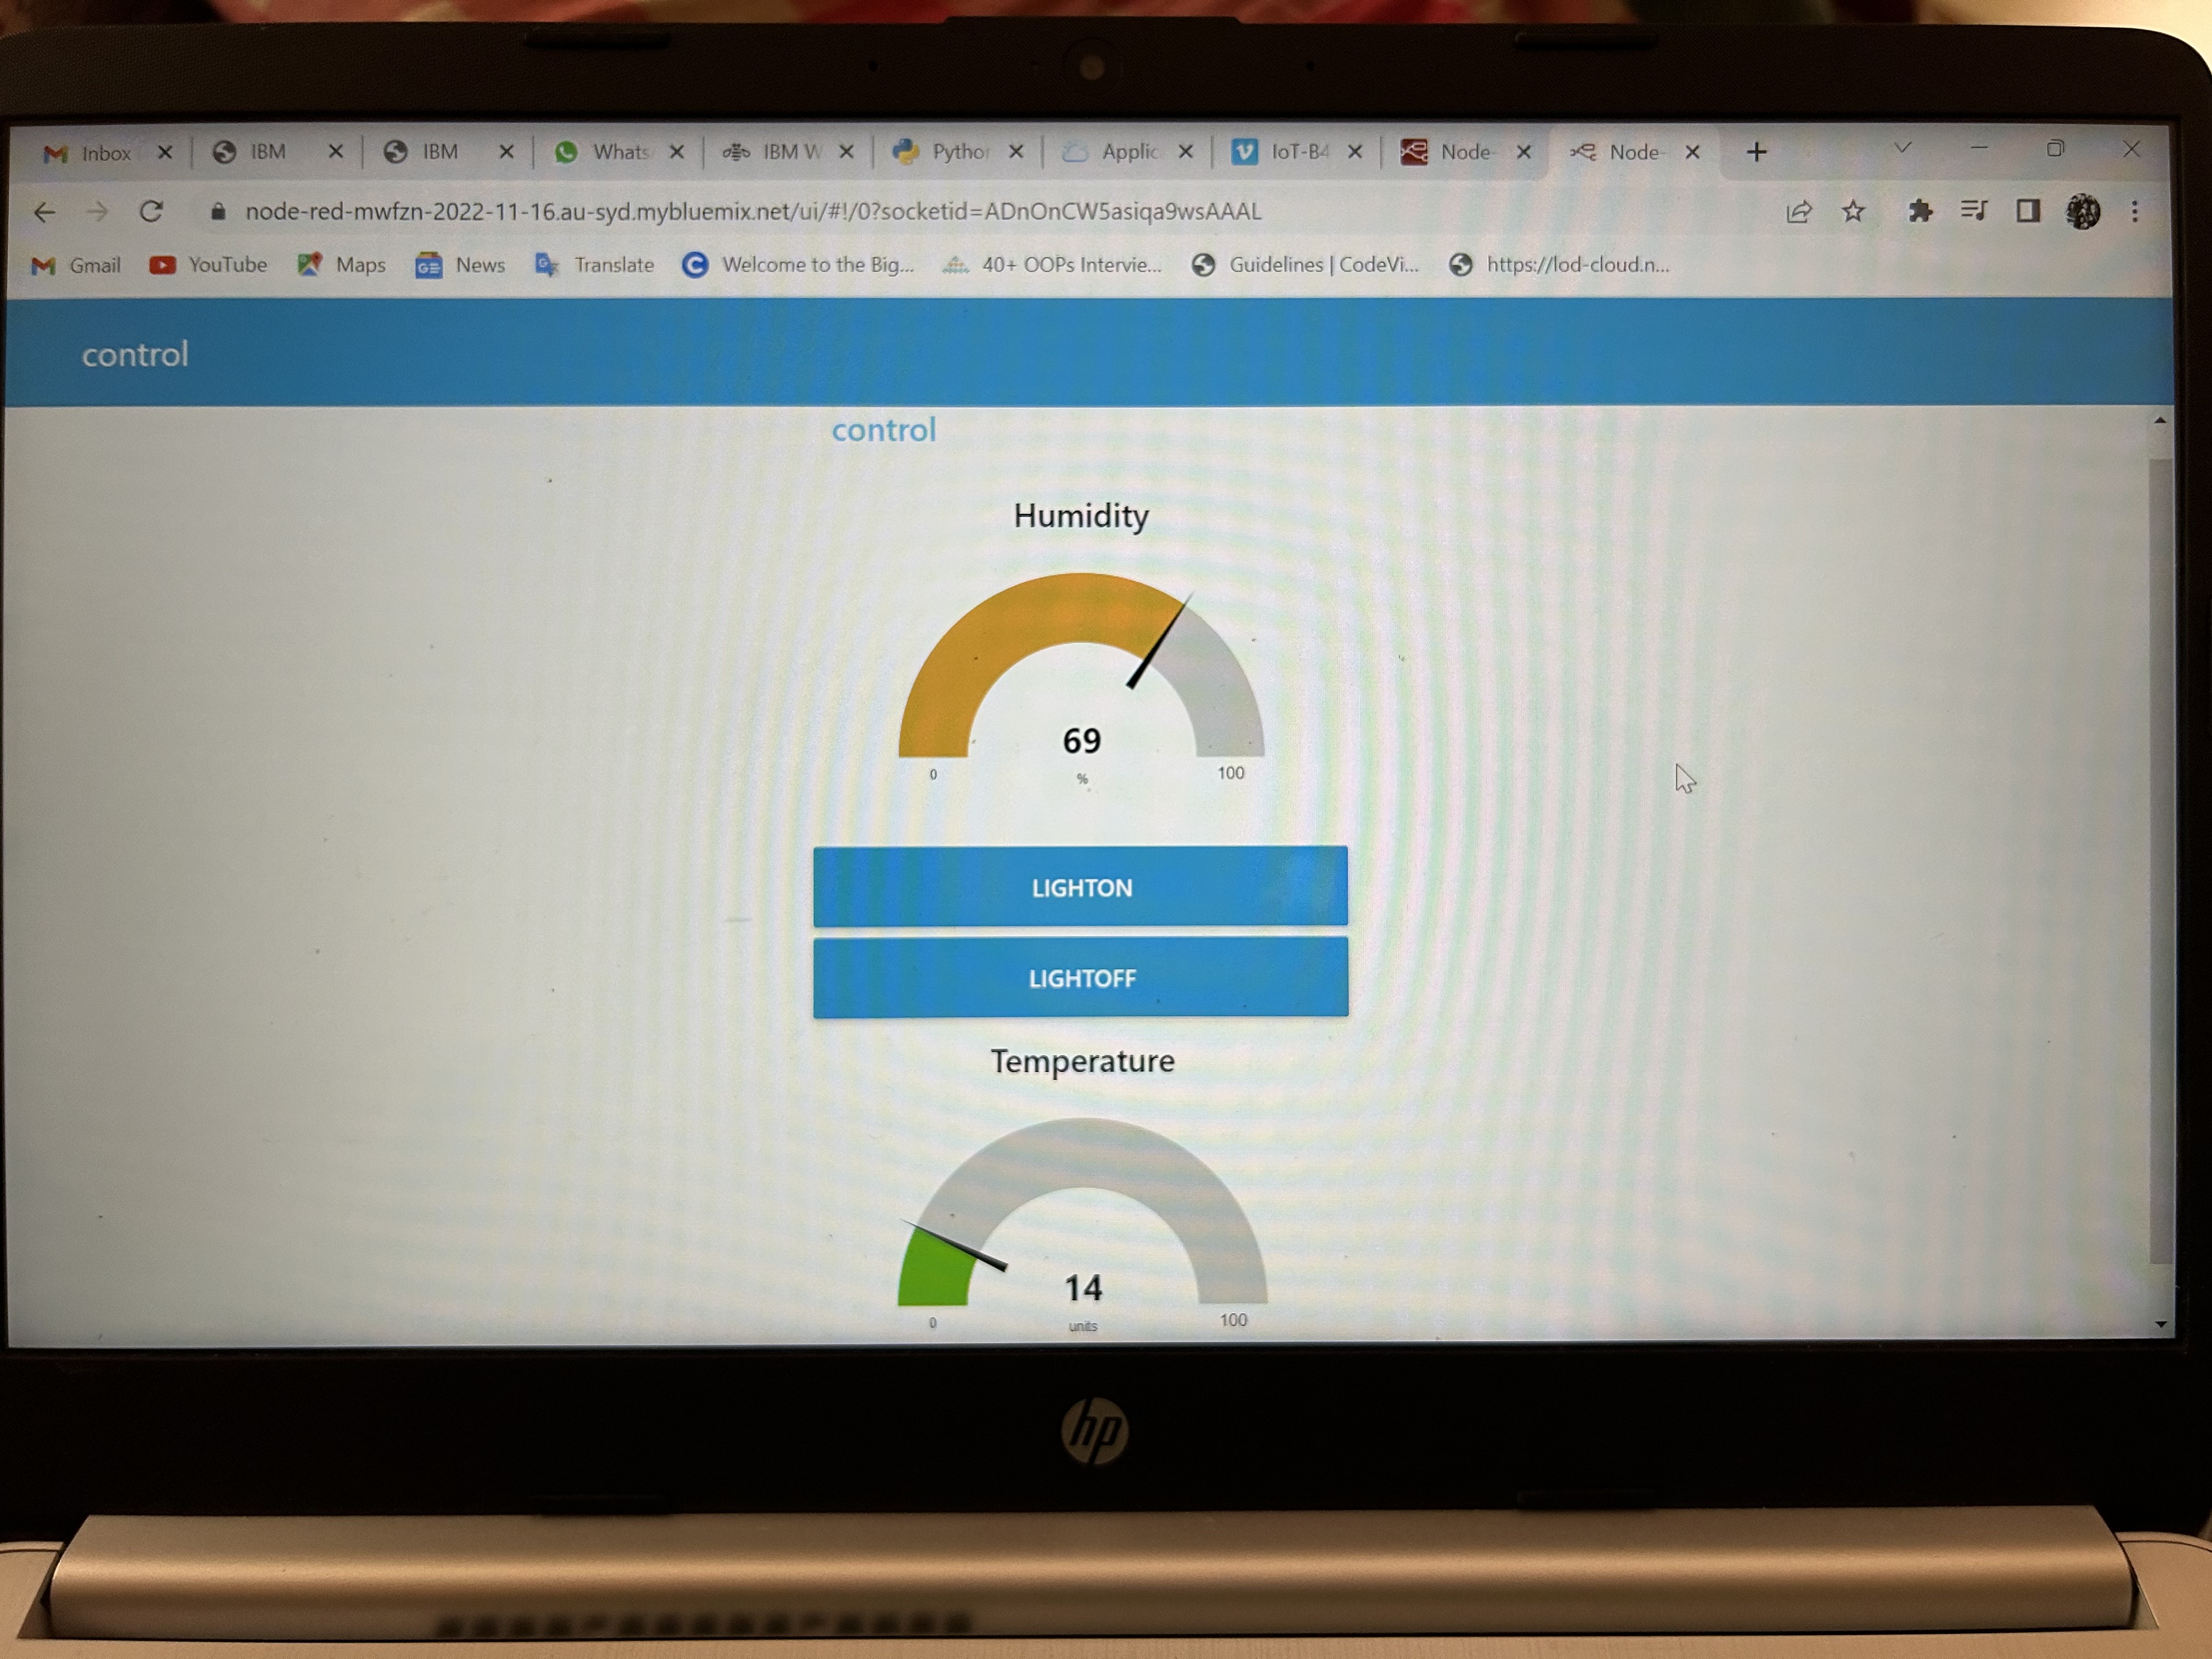 Inbox IBM IBM Whats IBM W Python Applic IoT-B4 Node- Node-
node-red-mwfzn-2022-11-16.au-syd.mybluemix.net/ui/#!/0?socketid=ADnOnCW5asiqa9wsAAAL
Gmail YouTube Maps GE News Translate C Welcome to the Big... 40+ OOPs Intervie... Guidelines | CodeVi... https://lod-cloud.n...
control
control
Humidity
69
0 % 100
LIGHTON
LIGHTOFF
Temperature
14
0 units 100
hp